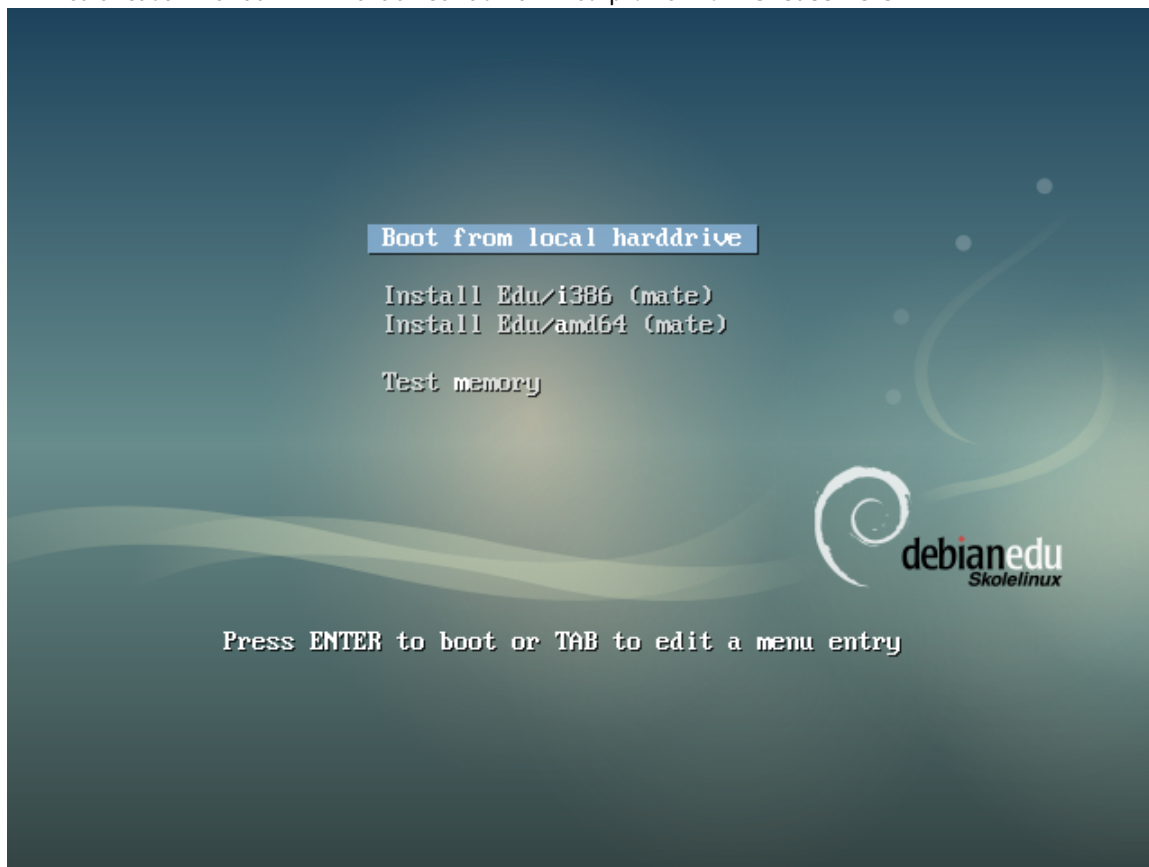 Boot from local harddrive
Install Edu/i386 (mate)
Install Edu/amd64 (mate)
Test memory
debianedu
Skolelinux
Press ENTER to boot or TAB to edit a menu entry